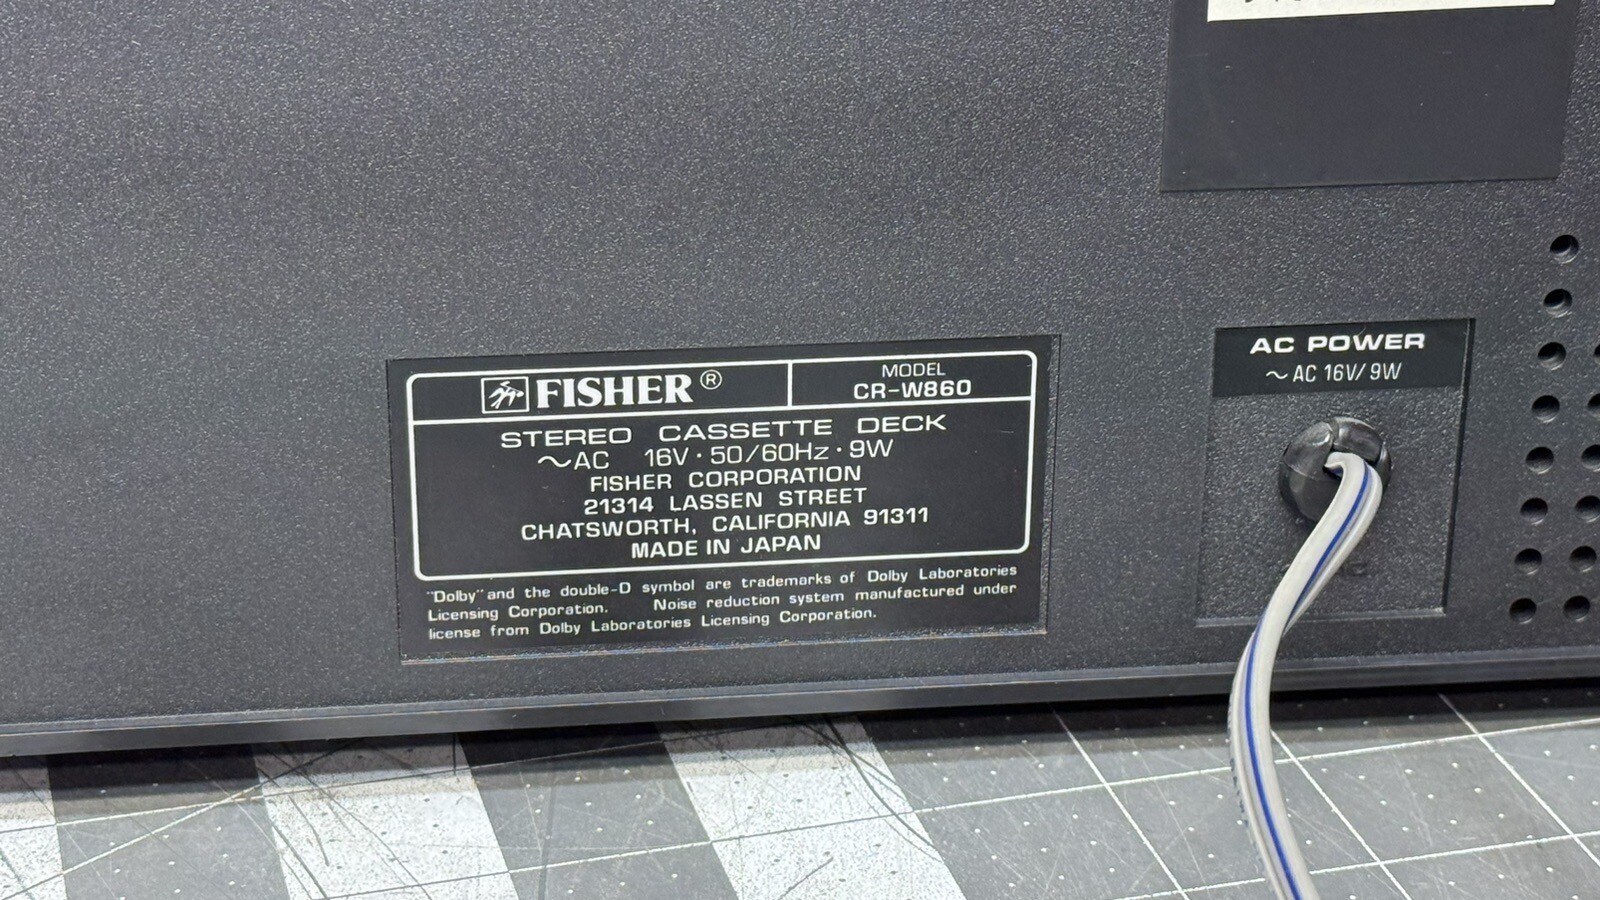 FISHER®
MODEL
CR-W860
STEREO CASSETTE DECK
~AC 16V · 50/60Hz · 9W
FISHER CORPORATION
21314 LASSEN STREET
CHATSWORTH, CALIFORNIA 91311
MADE IN JAPAN
"Dolby" and the double-D symbol are trademarks of Dolby Laboratories
Licensing Corporation. Noise reduction system manufactured under
license from Dolby Laboratories Licensing Corporation.
AC POWER
~ AC 16V/9W